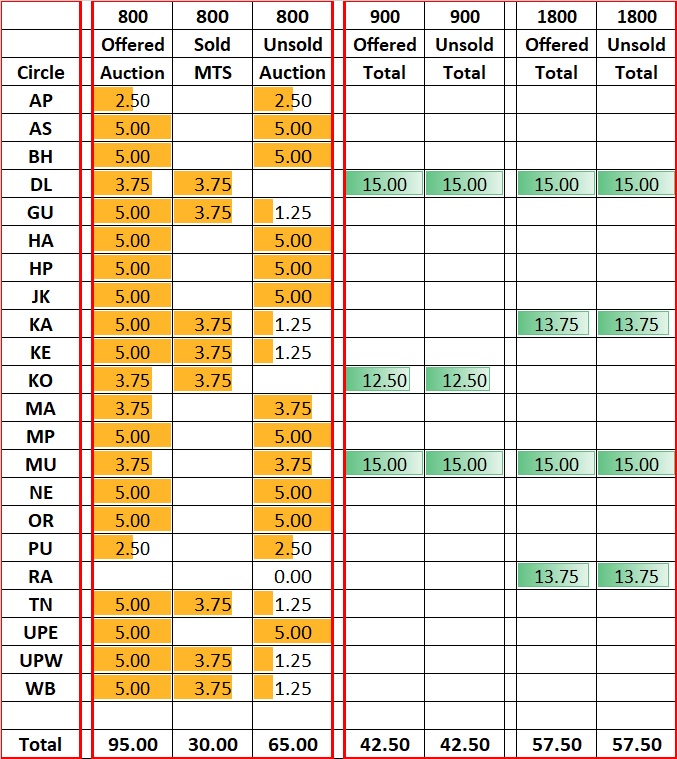 800 800 800 900 900 1800 1800
Offered Sold Unsold Offered Unsold Offered Unsold
Circle Auction MTS Auction Total Total Total Total
AP 2.50 2.50
AS 5.00 5.00
BH 5.00 5.00
DL 3.75 3.75 15.00 15.00 15.00 15.00
GU 5.00 3.75 1.25
HA 5.00 5.00
HP 5.00 5.00
JK 5.00 5.00
KA 5.00 3.75 1.25 13.75 13.75
KE 5.00 3.75 1.25
KO 3.75 3.75 12.50 12.50
MA 3.75 3.75
MP 5.00 5.00
MU 3.75 3.75 15.00 15.00 15.00 15.00
NE 5.00 5.00
OR 5.00 5.00
PU 2.50 2.50
RA 0.00 13.75 13.75
TN 5.00 3.75 1.25
UPE 5.00 5.00
UPW 5.00 3.75 1.25
WB 5.00 3.75 1.25
Total 95.00 30.00 65.00 42.50 42.50 57.50 57.50